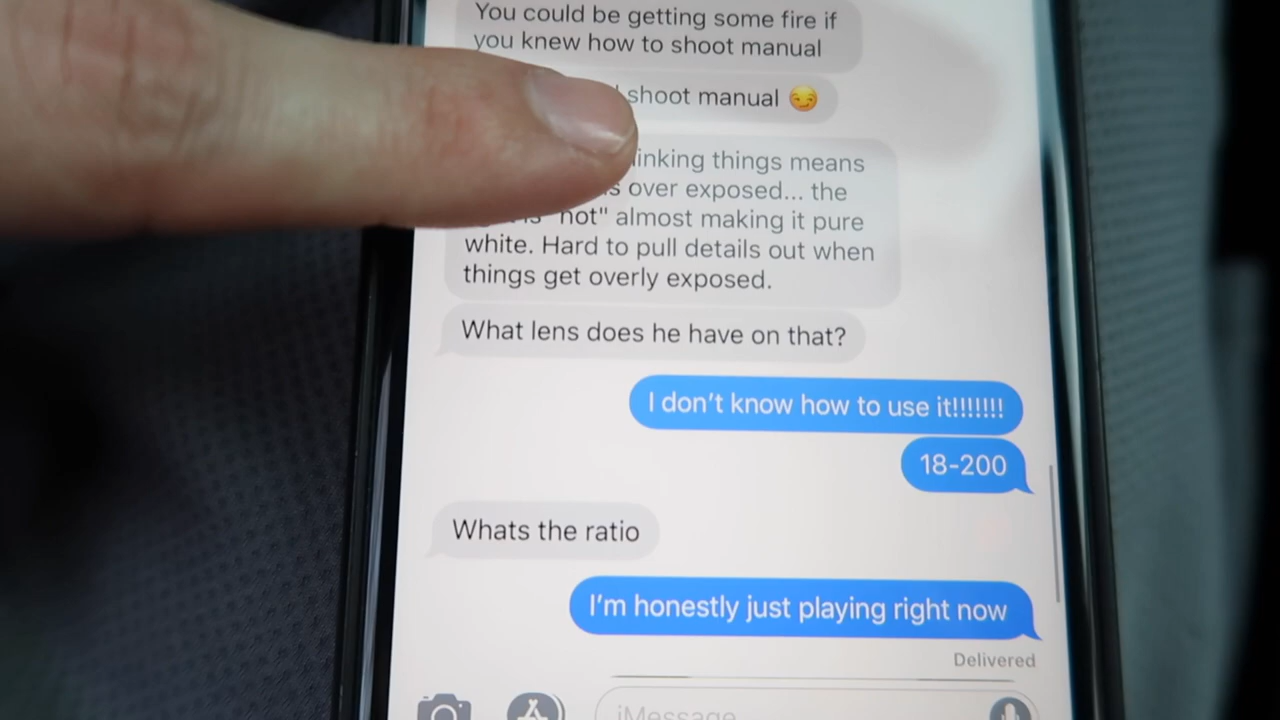 You could be getting some fire if
you knew how to shoot manual
shoot manual 😏
things means
over exposed... the
"hot" almost making it pure
white. Hard to pull details out when
things get overly exposed.
What lens does he have on that?
I don't know how to use it!!!!!!!
18-200
Whats the ratio
I'm honestly just playing right now
Delivered
iMessage